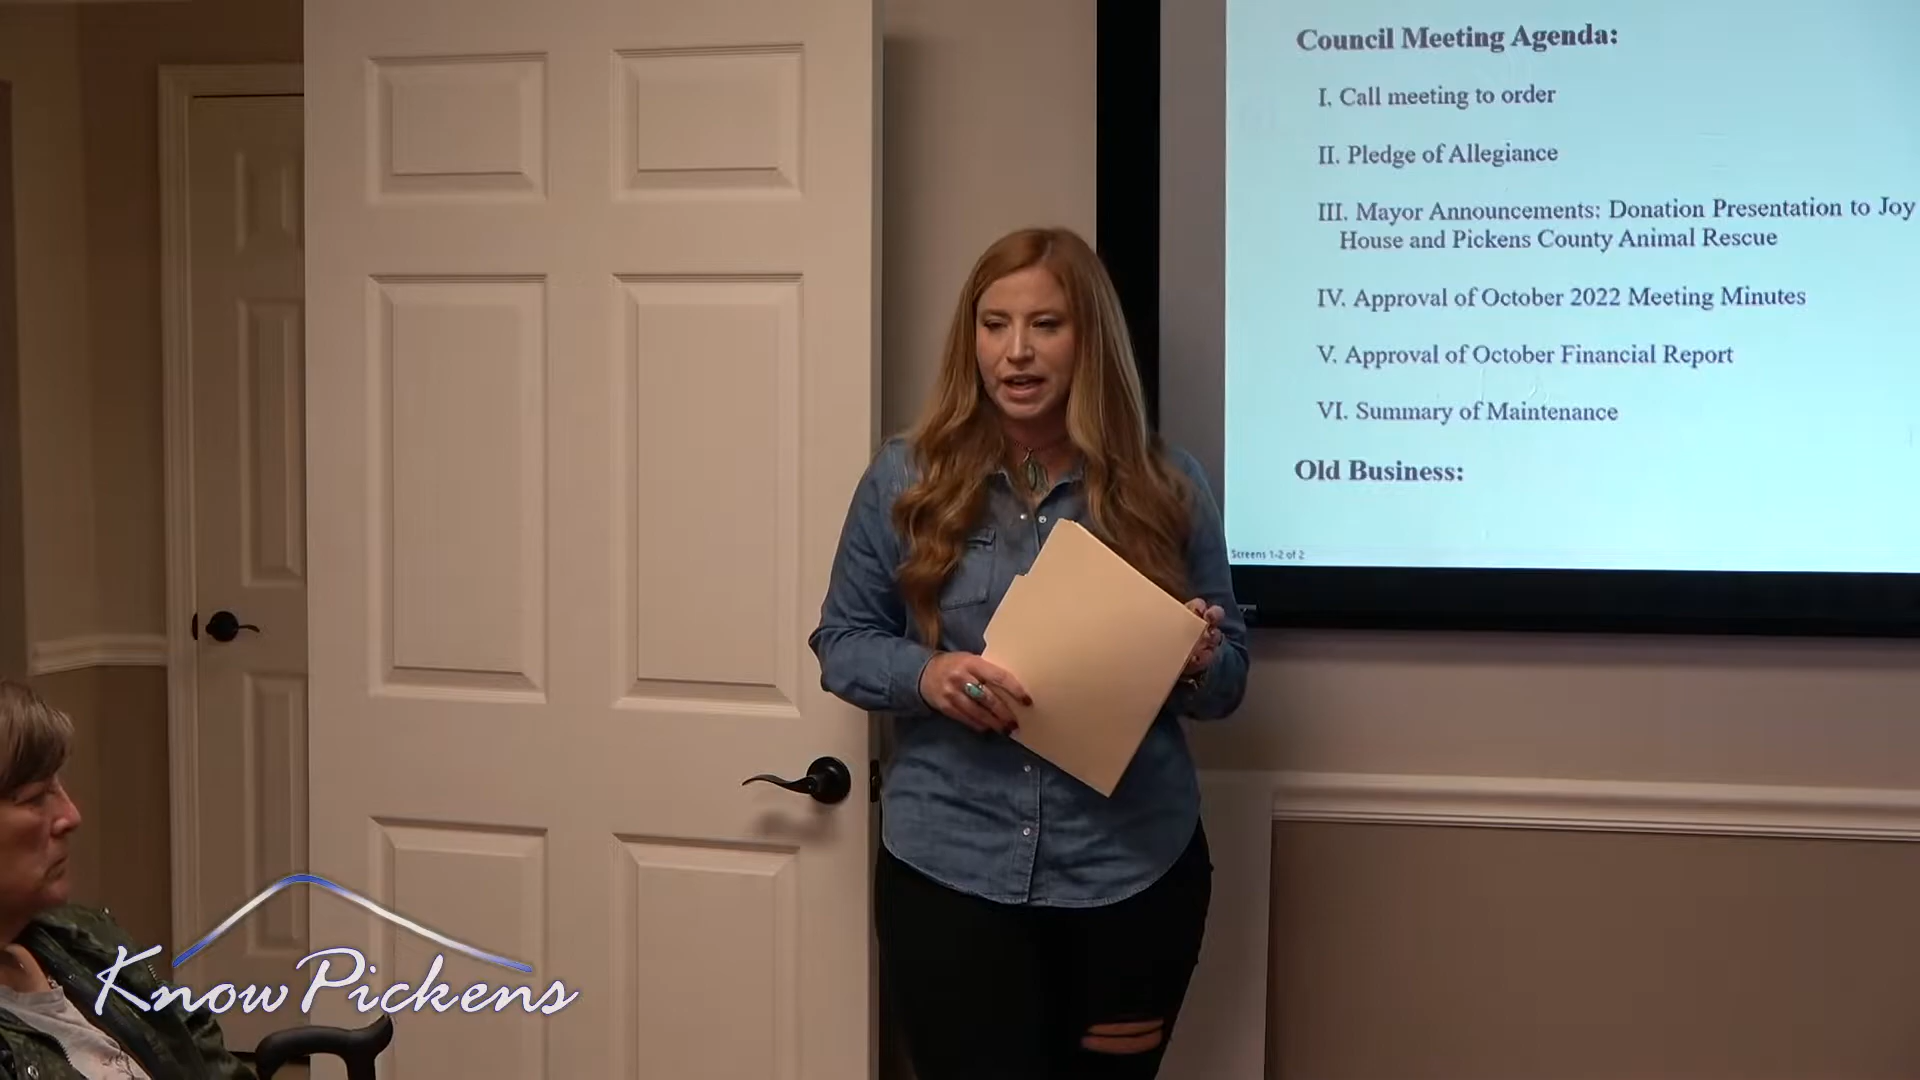 Council Meeting Agenda:
I. Call meeting to order
II. Pledge of Allegiance
III. Mayor Announcements: Donation Presentation to Joy
House and Pickens County Animal Rescue
IV. Approval of October 2022 Meeting Minutes
V. Approval of October Financial Report
VI. Summary of Maintenance
Old Business:
Screens 1-2 of 2
KnowPickens